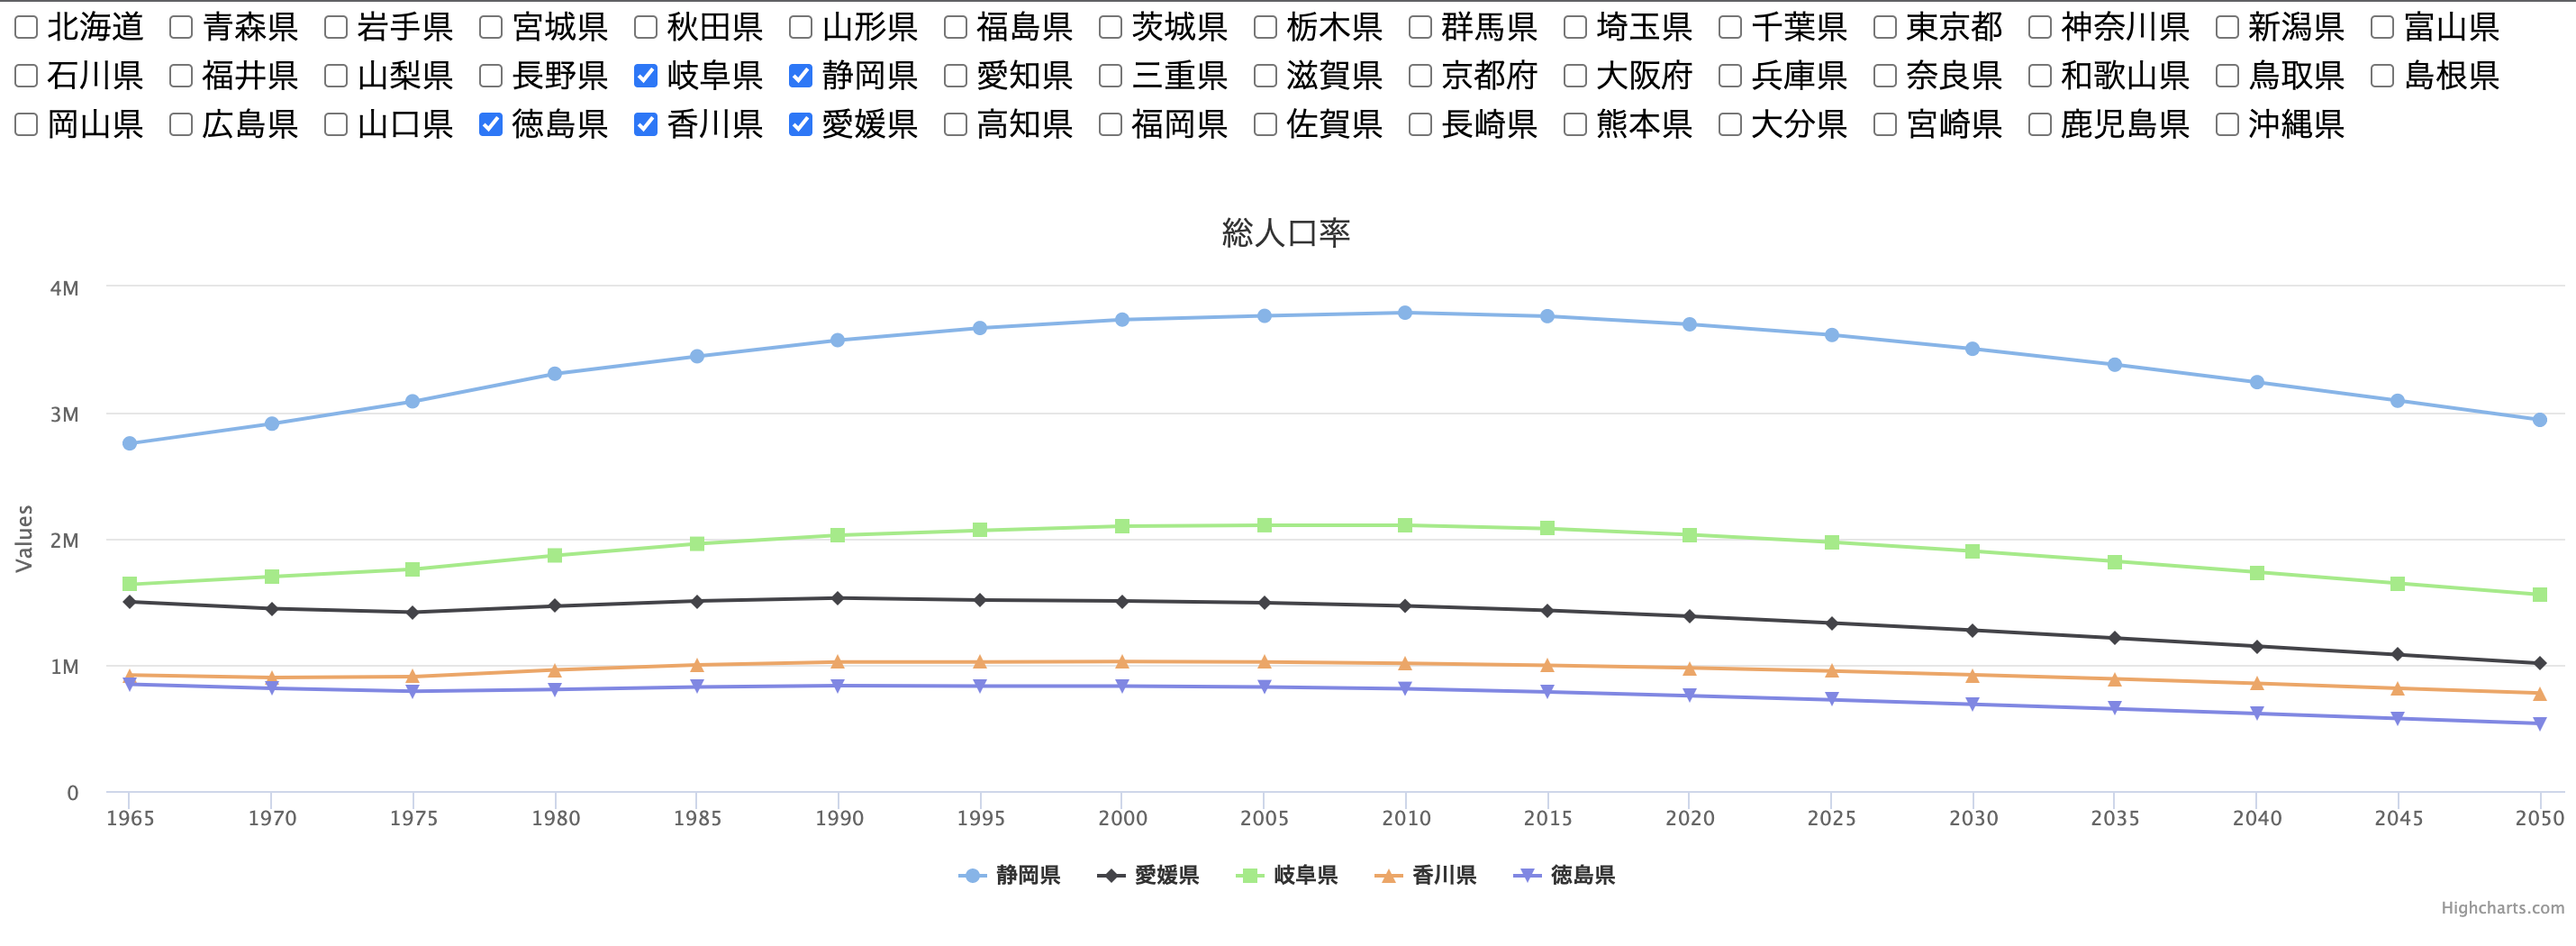 北海道 青森県 岩手県 宮城県 秋田県 山形県 福島県 茨城県 栃木県 群馬県 埼玉県 千葉県 東京都 神奈川県 新潟県 富山県
石川県 福井県 山梨県 長野県 岐阜県 静岡県 愛知県 三重県 滋賀県 京都府 大阪府 兵庫県 奈良県 和歌山県 鳥取県 島根県
岡山県 広島県 山口県 徳島県 香川県 愛媛県 高知県 福岡県 佐賀県 長崎県 熊本県 大分県 宮崎県 鹿児島県 沖縄県
総人口率
4M
3M
Values
2M
1M
0
1965 1970 1975 1980 1985 1990 1995 2000 2005 2010 2015 2020 2025 2030 2035 2040 2045 2050
静岡県 愛媛県 岐阜県 香川県 徳島県
Highcharts.com